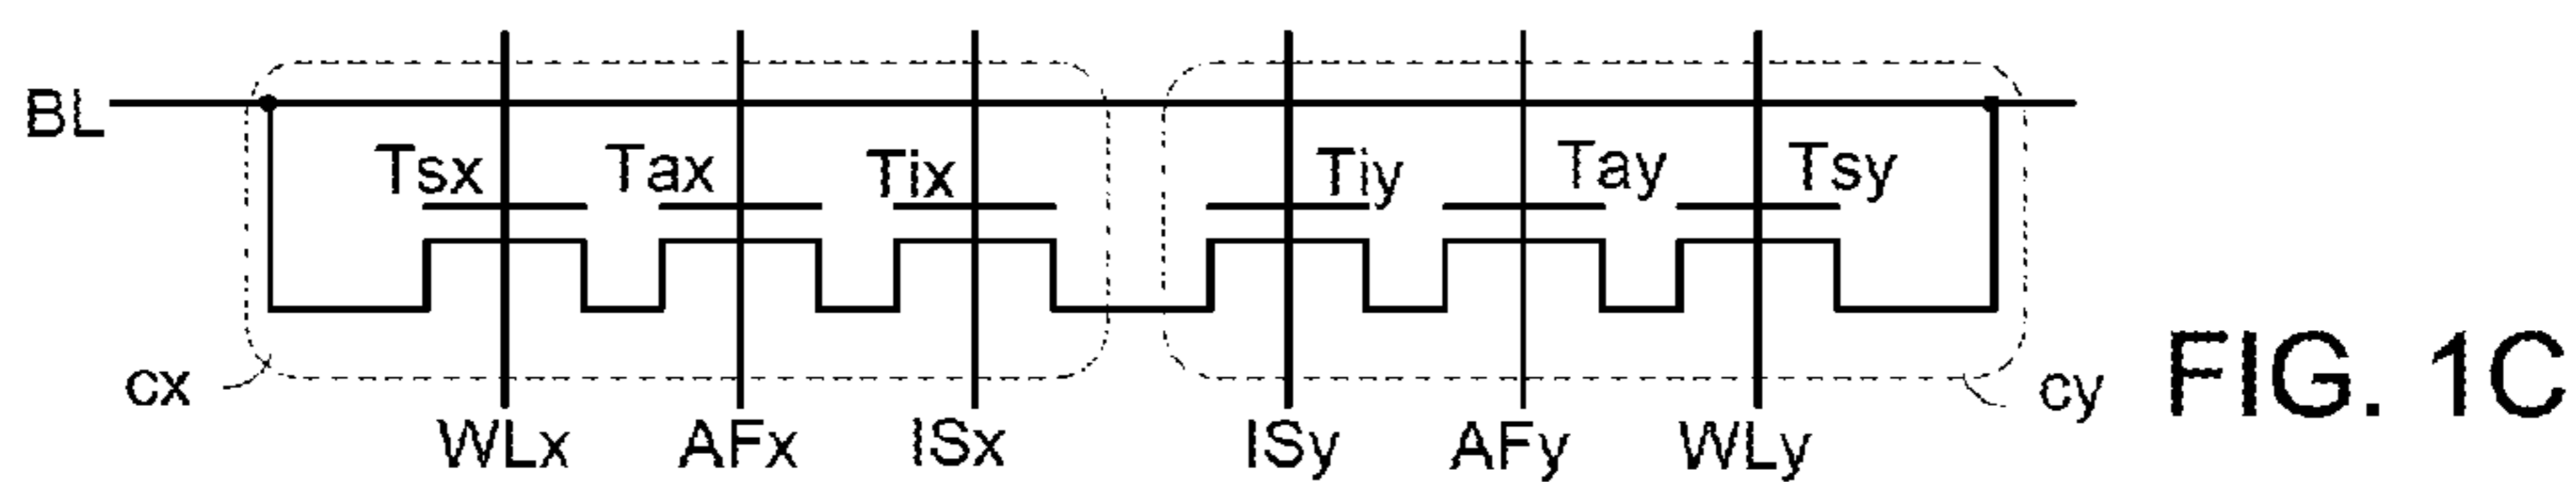 BL
Tsx Tax Tix Tiy Tay Tsy
cx cy
WLx AFx ISx ISy AFy WLy
FIG. 1C